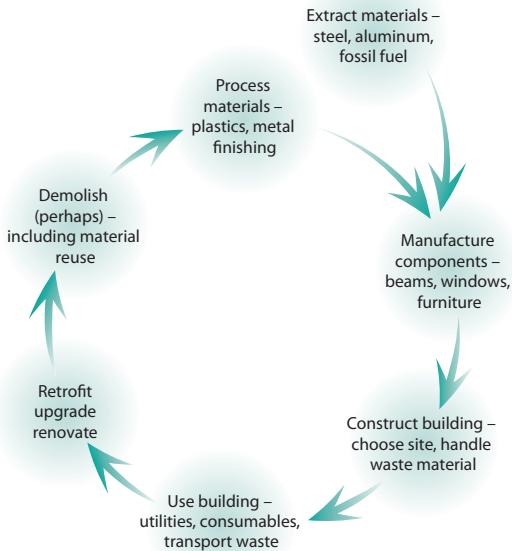 Extract materials –
steel, aluminum,
fossil fuel
Process
materials –
plastics, metal
finishing
Demolish
(perhaps) –
including material
reuse
Manufacture
components –
beams, windows,
furniture
Retrofit
upgrade
renovate
Construct building –
choose site, handle
waste material
Use building –
utilities, consumables,
transport waste